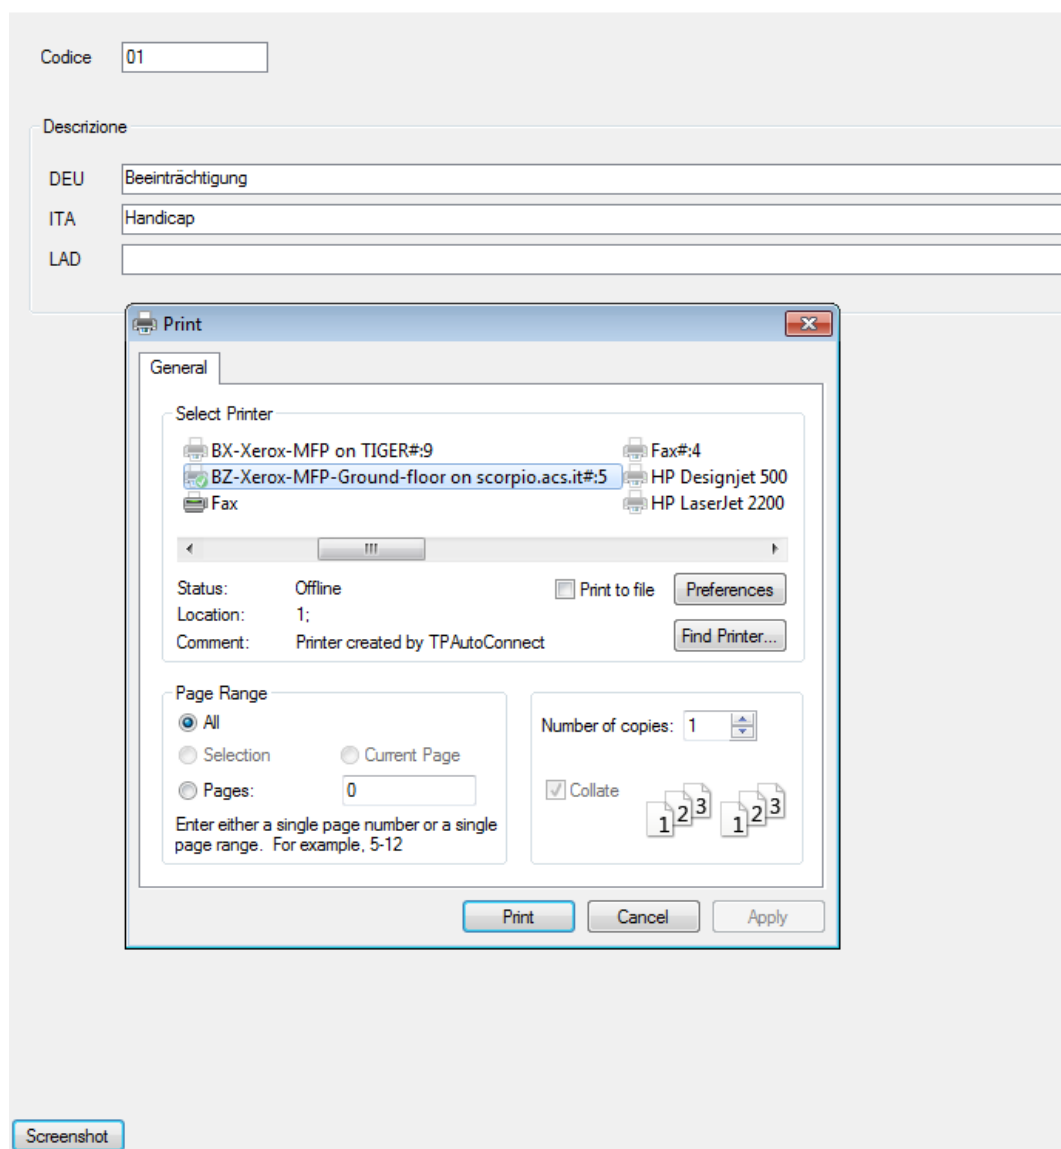 Codice 01
Descrizione
DEU Beeinträchtigung
ITA Handicap
LAD
Print
General
Select Printer
BX-Xerox-MFP on TIGER#:9 Fax#:4
BZ-Xerox-MFP-Ground-floor on scorpio.acs.it#:5 HP Designjet 500
Fax HP LaserJet 2200
Status: Offline Print to file Preferences
Location: 1;
Comment: Printer created by TPAutoConnect Find Printer...
Page Range
All Number of copies: 1
Selection Current Page
Pages: 0 Collate
1 2 3 1 2 3
Enter either a single page number or a single
page range. For example, 5-12
Print Cancel Apply
Screenshot